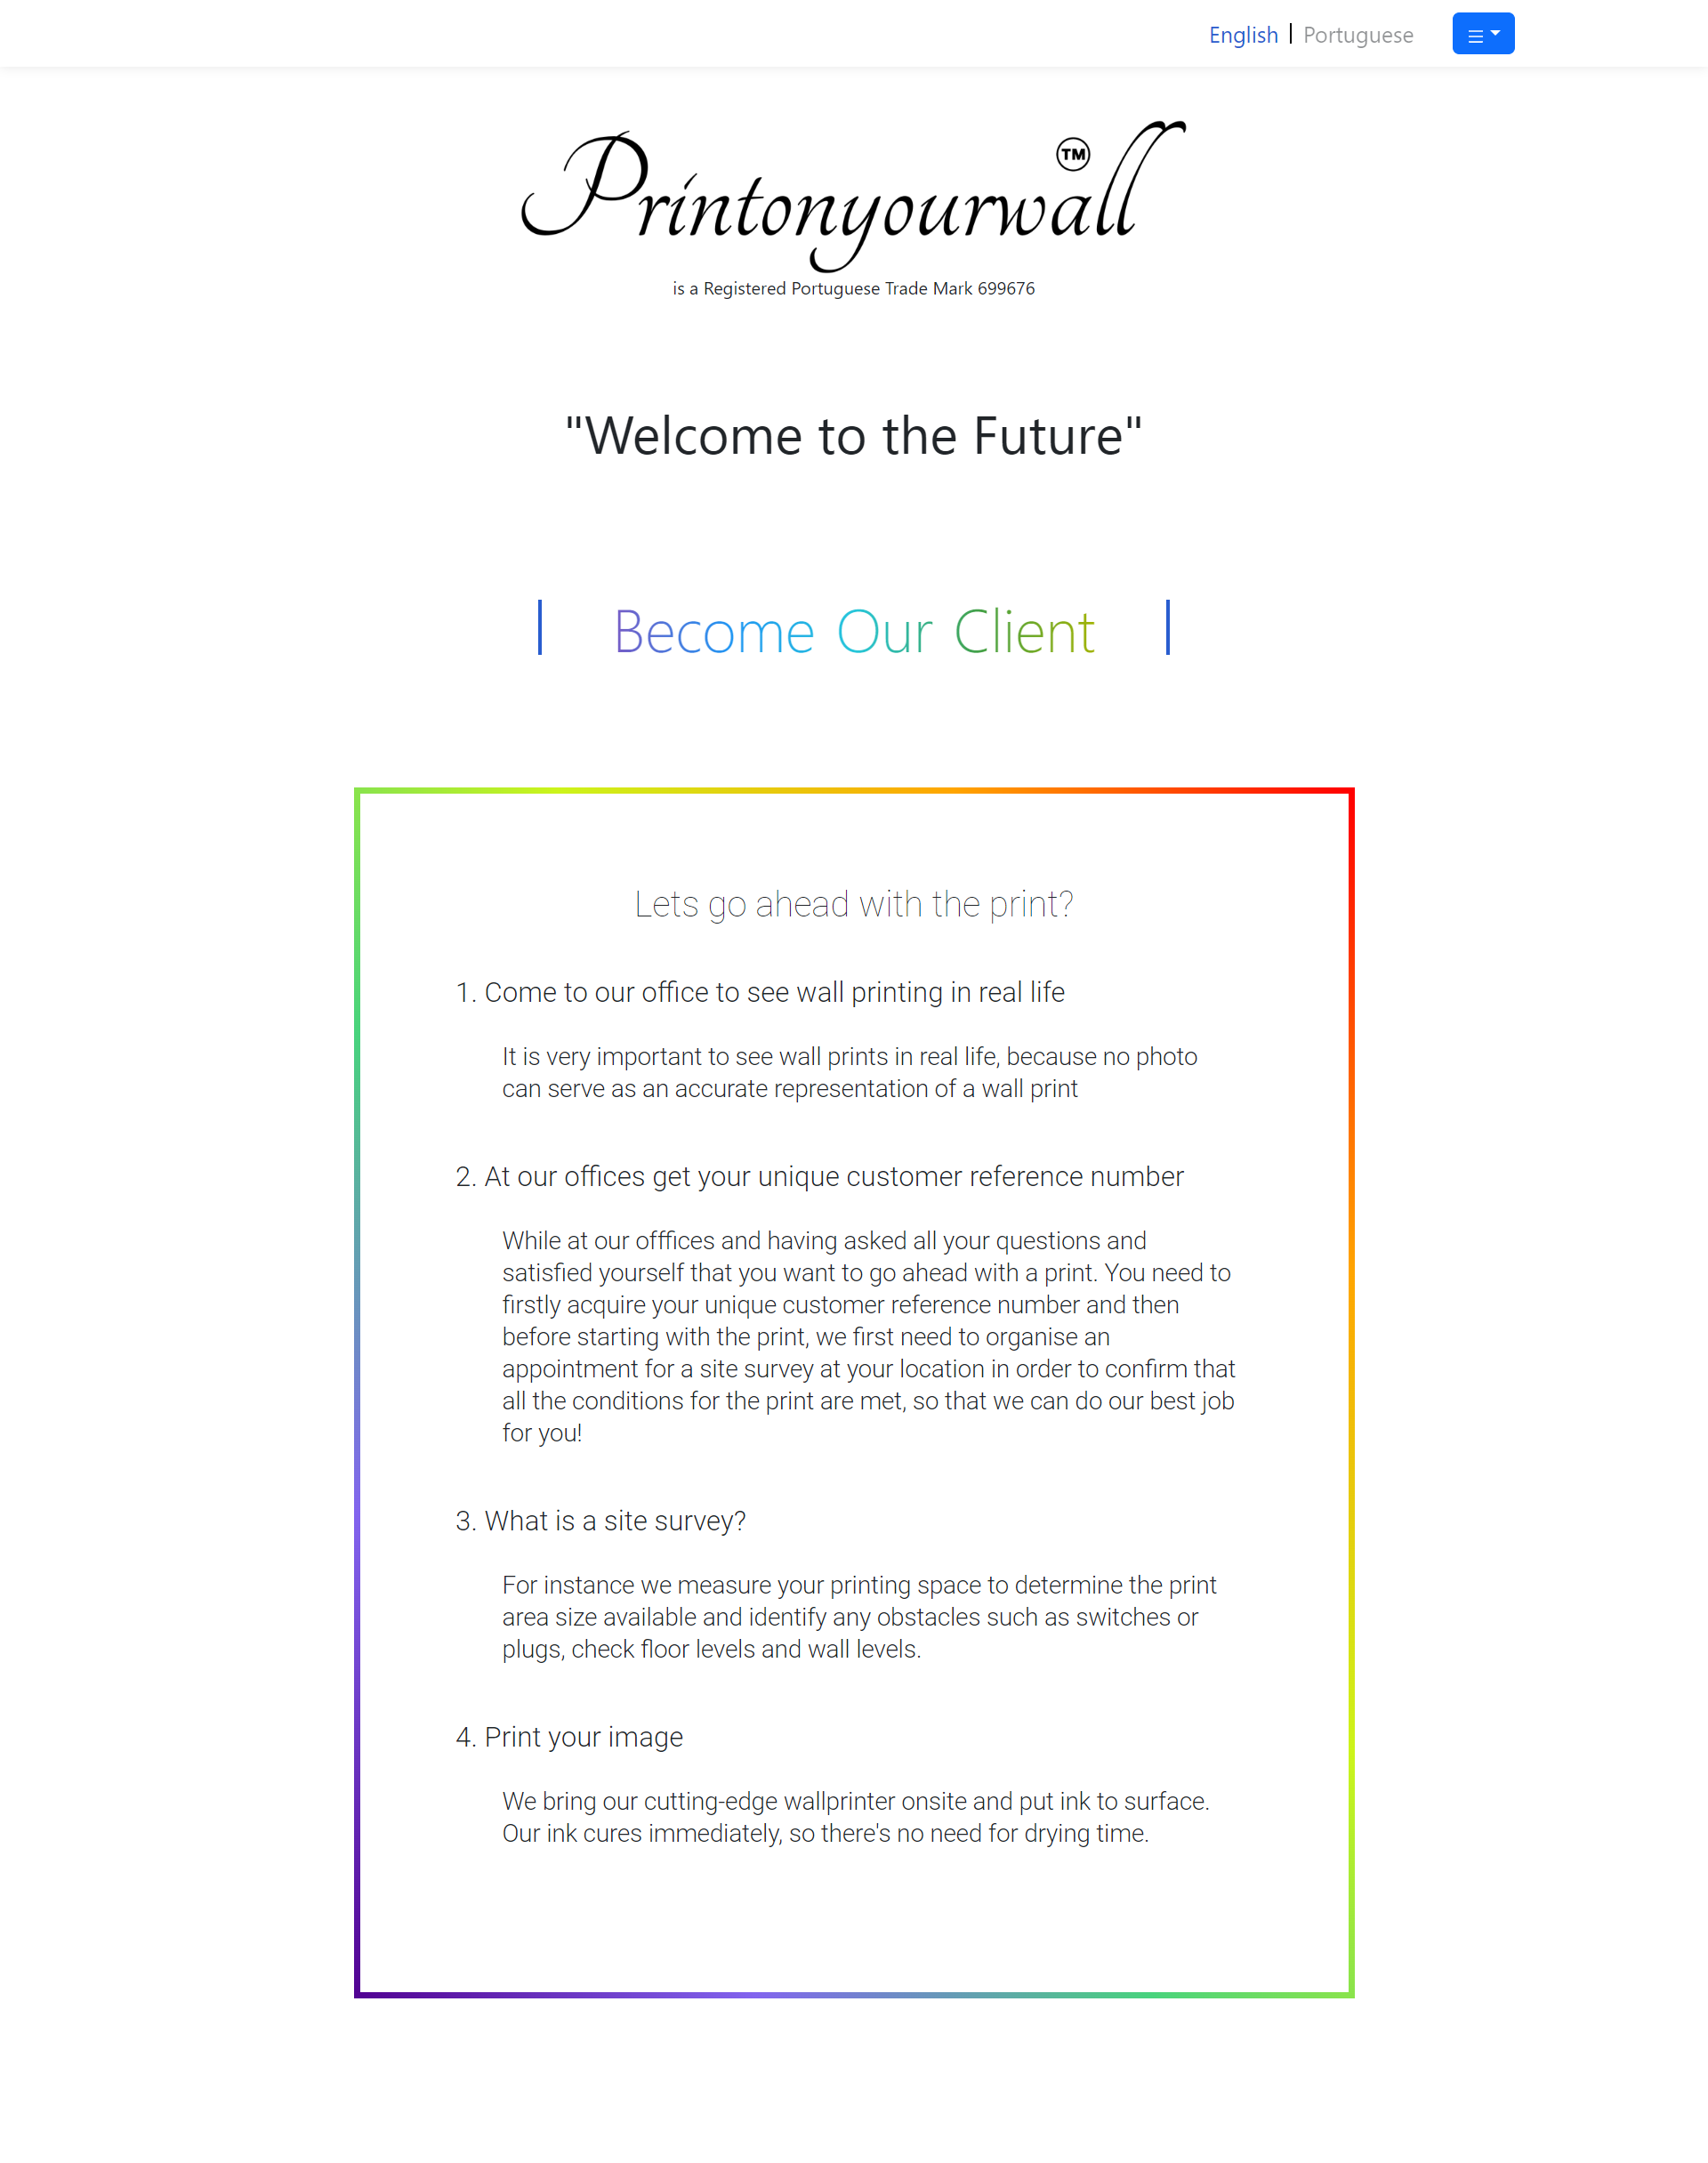 English | Portuguese
Printonyourwall TM
is a Registered Portuguese Trade Mark 699676
"Welcome to the Future"
Become Our Client
Lets go ahead with the print?
1. Come to our office to see wall printing in real life
It is very important to see wall prints in real life, because no photo
can serve as an accurate representation of a wall print
2. At our offices get your unique customer reference number
While at our offfices and having asked all your questions and
satisfied yourself that you want to go ahead with a print. You need to
firstly acquire your unique customer reference number and then
before starting with the print, we first need to organise an
appointment for a site survey at your location in order to confirm that
all the conditions for the print are met, so that we can do our best job
for you!
3. What is a site survey?
For instance we measure your printing space to determine the print
area size available and identify any obstacles such as switches or
plugs, check floor levels and wall levels.
4. Print your image
We bring our cutting-edge wallprinter onsite and put ink to surface.
Our ink cures immediately, so there's no need for drying time.